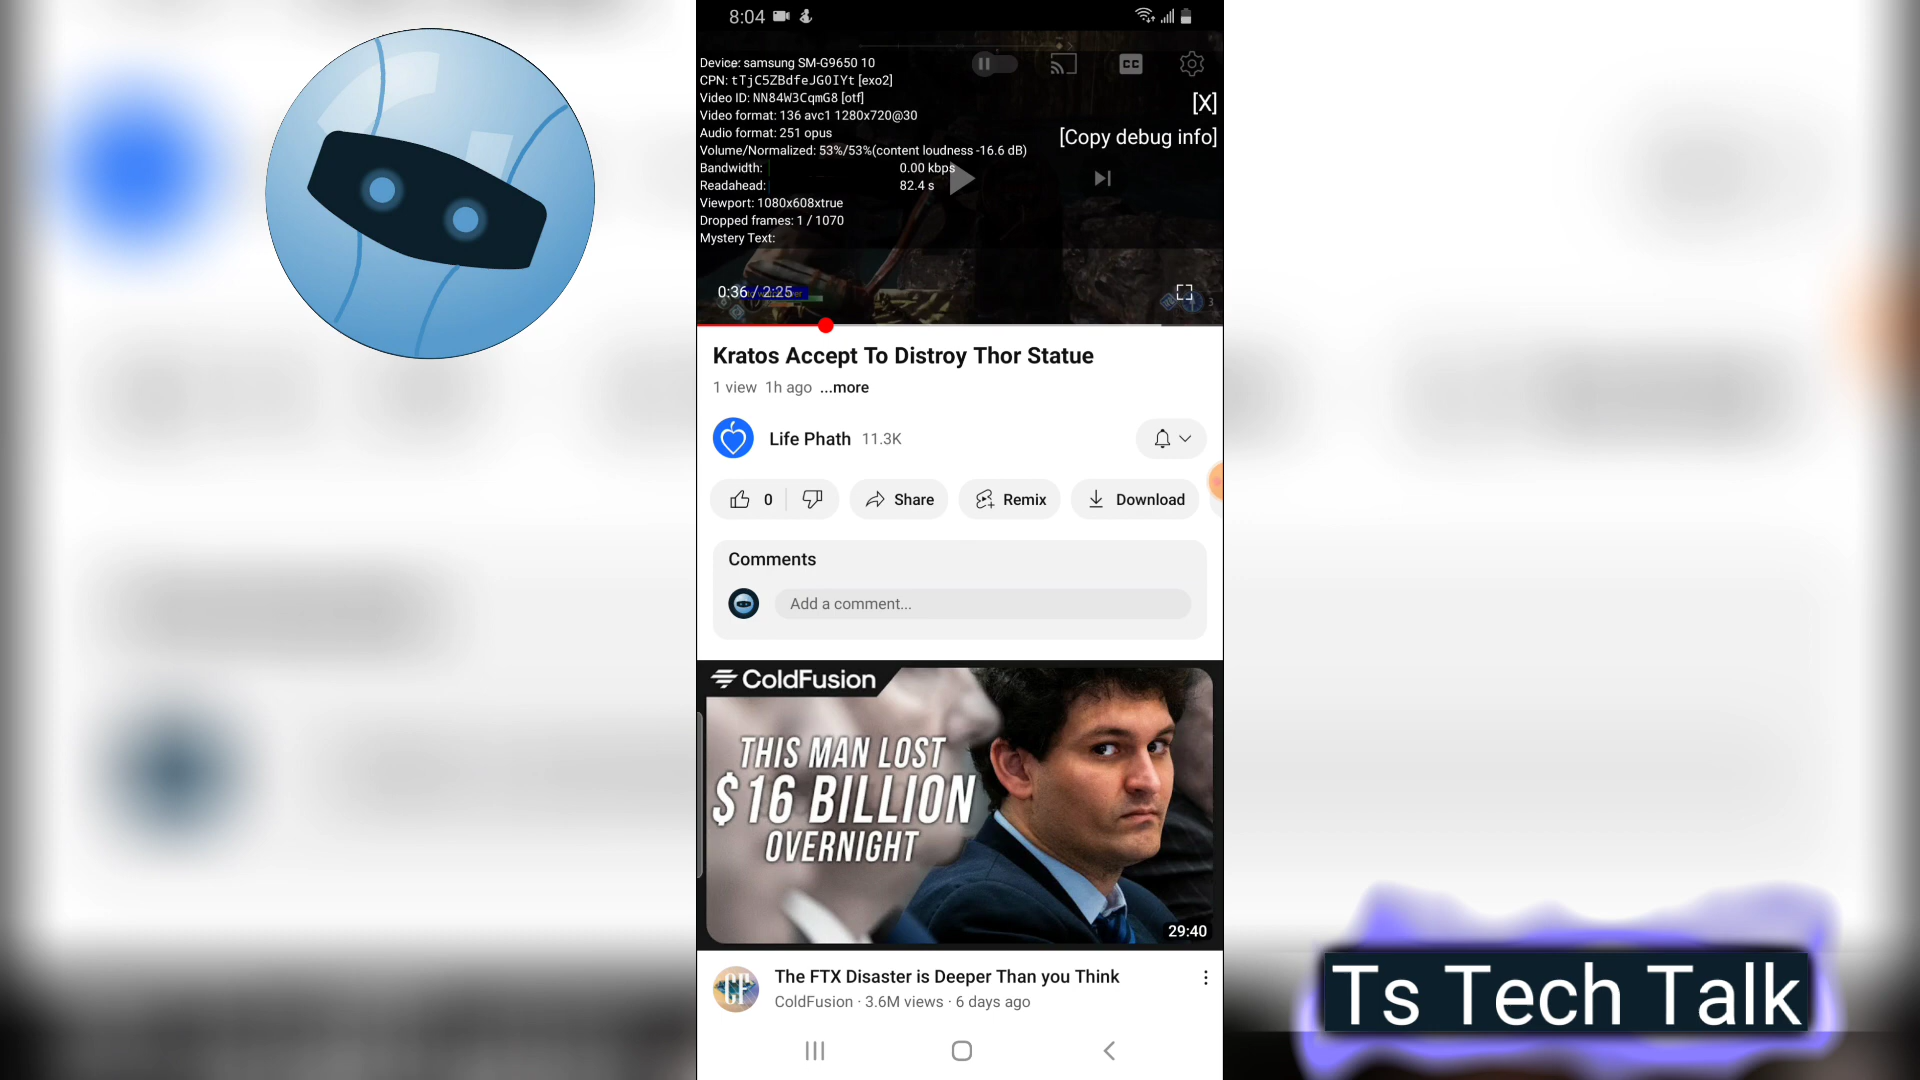 8:04
Device: samsung SM-G9650 10
CPN: tTjC5ZBdfeJGOIYt [exo2]
Video ID: NN84W3CqmG8 [otf]
Video format: 136 avc1 1280x720@30
Audio format: 251 opus
Volume/Normalized: 53%/53%(content loudness -16.6 dB)
Bandwidth: 0.00 kbps
Readahead: 82.4 s
Viewport: 1080x608xtrue
Dropped frames: 1 / 1070
Mystery Text:
CC
[X]
[Copy debug info]
0:36 / 2:25
3
Kratos Accept To Distroy Thor Statue
1 view 1h ago ...more
Life Phath 11.3K
0 Share Remix Download
Comments
Add a comment...
ColdFusion
THIS MAN LOST
$16 BILLION
OVERNIGHT
29:40
CF
The FTX Disaster is Deeper Than you Think
ColdFusion · 3.6M views · 6 days ago
Ts Tech Talk